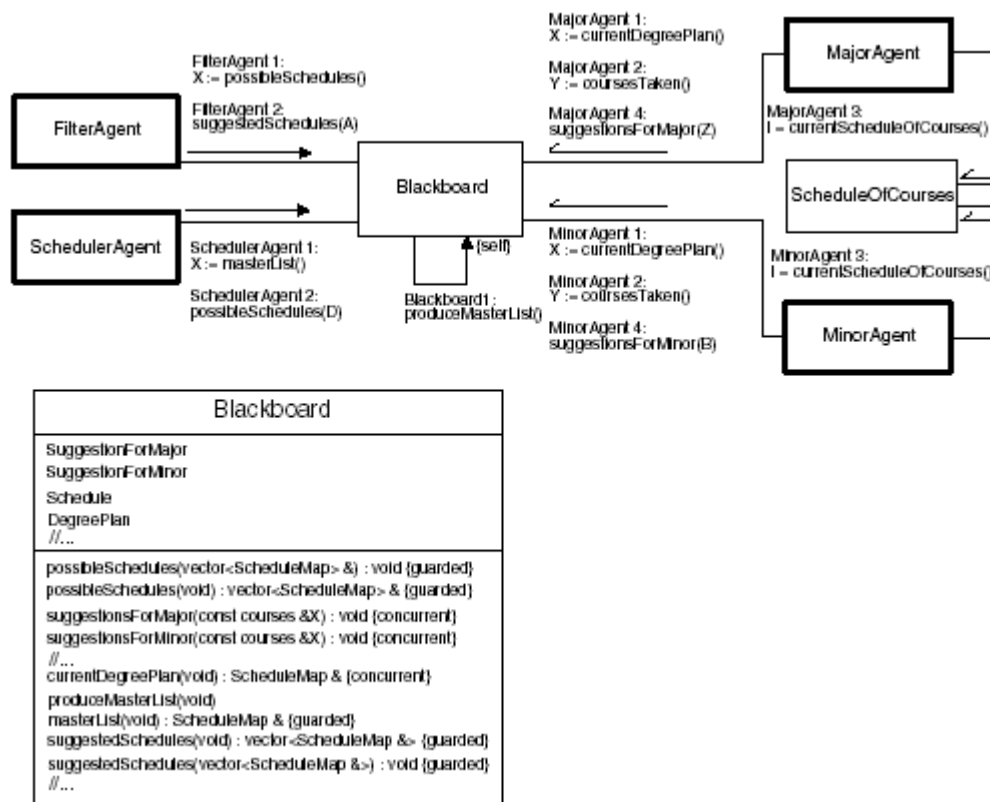 FilterAgent 1:
X := possibleSchedules()
FilterAgent 2:
suggestedSchedules(A)
FilterAgent
SchedulerAgent
SchedulerAgent 1:
X := masterList()
SchedulerAgent 2:
possibleSchedules(D)
Blackboard
{self}
Blackboard1:
produceMasterList()
MajorAgent 1:
X := currentDegreePlan()
MajorAgent 2:
Y := coursesTaken()
MajorAgent 4:
suggestionsForMajor(Z)
MinorAgent 1:
X := currentDegreePlan()
MinorAgent 2:
Y := coursesTaken()
MinorAgent 4:
suggestionsForMinor(B)
MajorAgent
MajorAgent 3:
I = currentScheduleOfCourses()
ScheduleOfCourses
MinorAgent 3:
I = currentScheduleOfCourses()
MinorAgent
Blackboard
SuggestionForMajor
SuggestionForMinor
Schedule
DegreePlan
//...
possibleSchedules(vector<ScheduleMap> &) : void {guarded}
possibleSchedules(void) : vector<ScheduleMap> & {guarded}
suggestionsForMajor(const courses &X) : void {concurrent}
suggestionsForMinor(const courses &X) : void {concurrent}
//...
currentDegreePlan(void) : ScheduleMap & {concurrent}
produceMasterList(void)
masterList(void) : ScheduleMap & {guarded}
suggestedSchedules(void) : vector<ScheduleMap &> {guarded}
suggestedSchedules(vector<ScheduleMap &>) : void {guarded}
//...